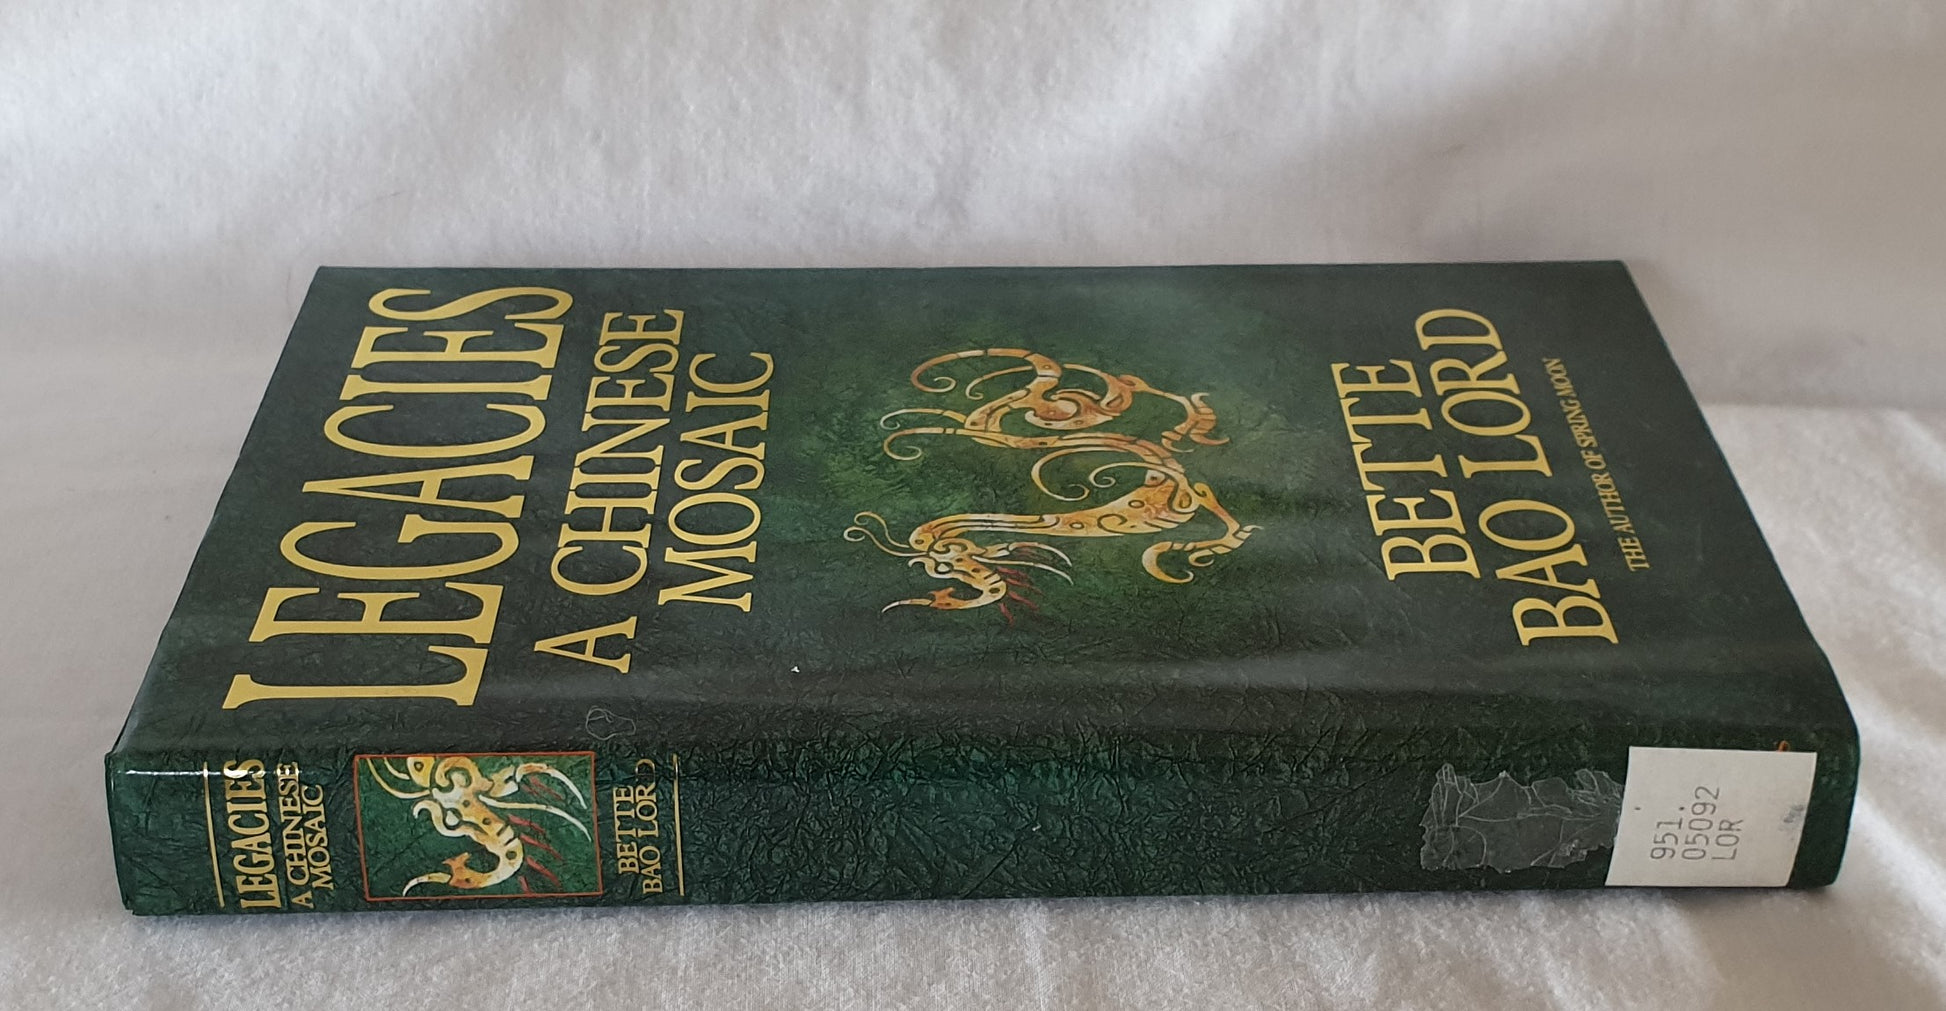 LEGACIES
A CHINESE
MOSAIC
BETTE
BAO LORD
THE AUTHOR OF SPRING MOON
LEGACIES
A CHINESE
MOSAIC
BETTE
BAO LORD
951.
05092
LOR